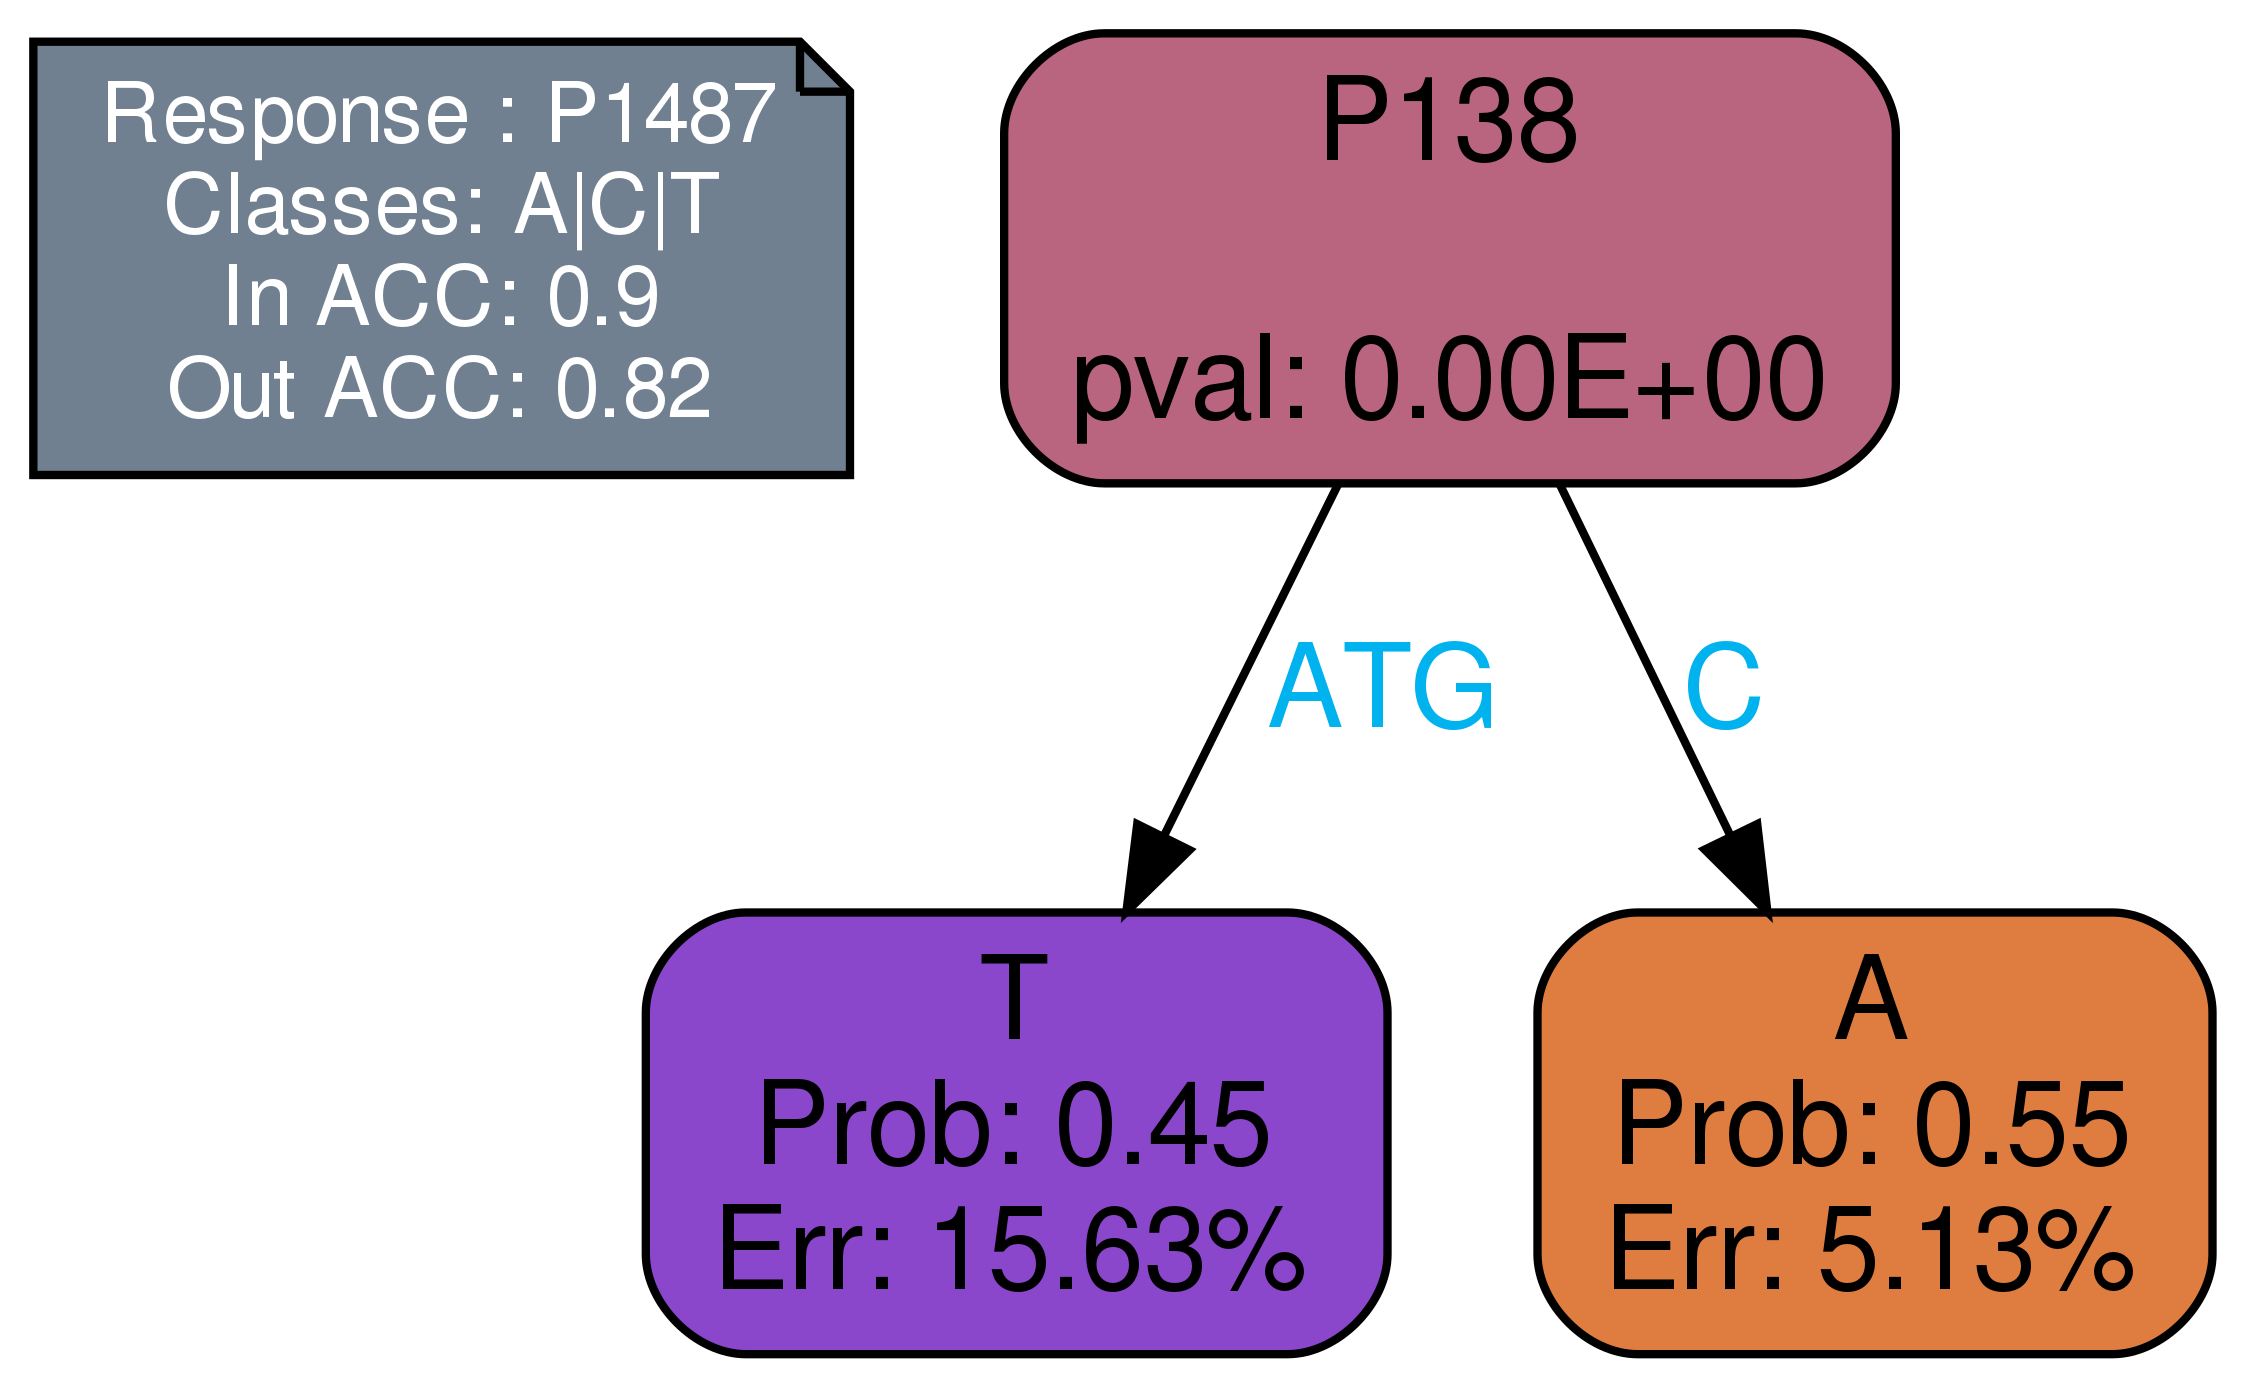 Response : P1487
Classes: A|C|T
In ACC: 0.9
Out ACC: 0.82
P138
pval: 0.00E+00
ATG
C
T
Prob: 0.45
Err: 15.63%
A
Prob: 0.55
Err: 5.13%